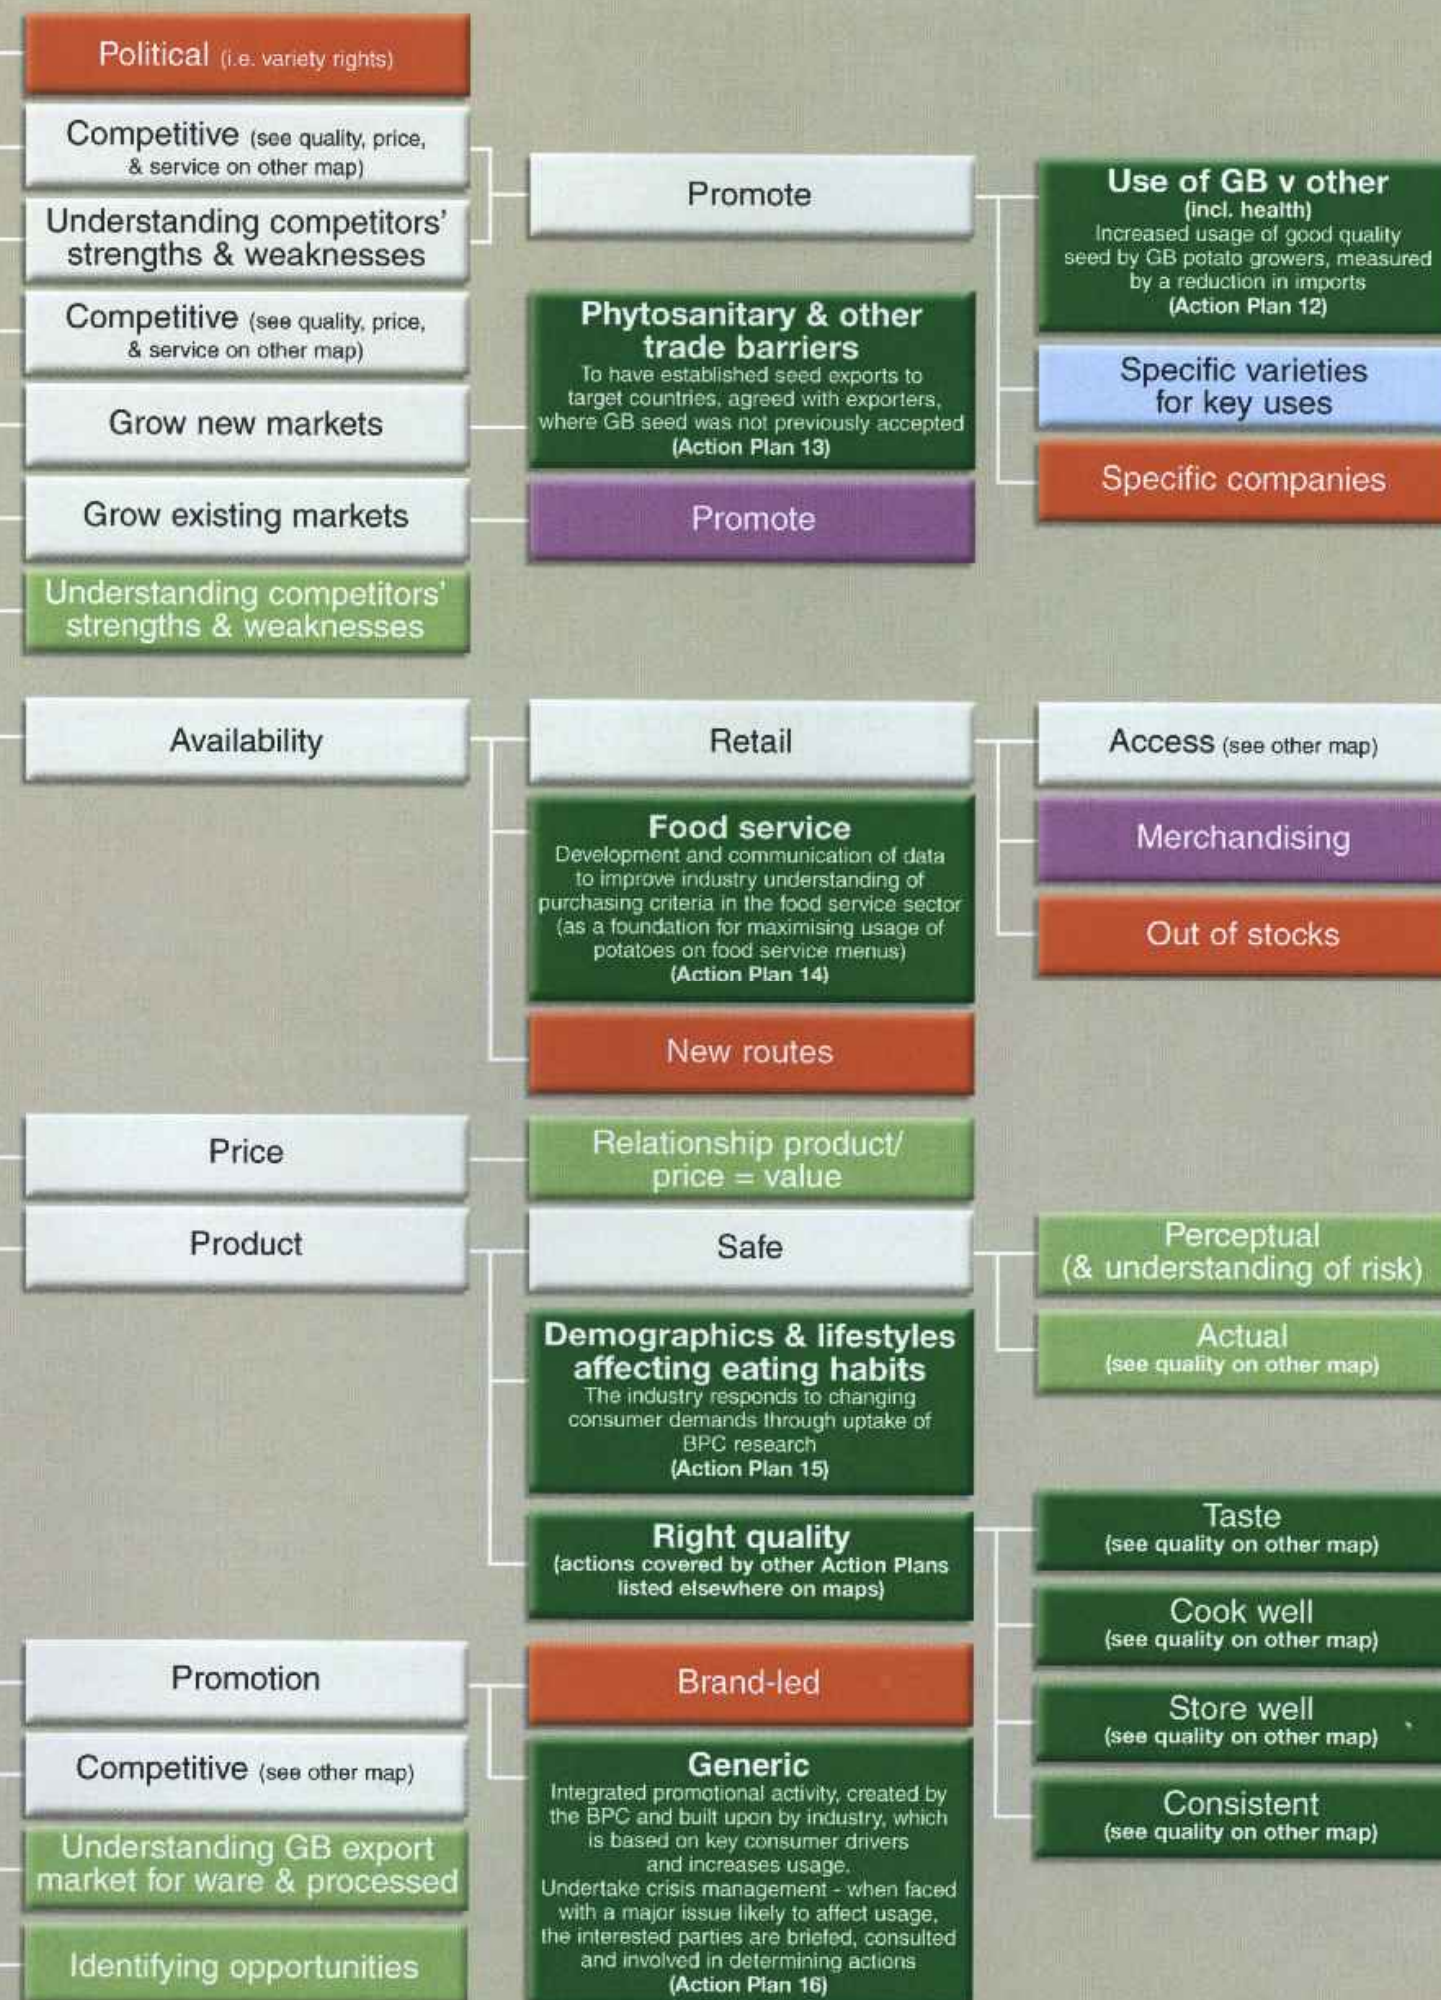 Political (i.e. variety rights)
Competitive (see quality, price,
& service on other map)
Understanding competitors'
strengths & weaknesses
Competitive (see quality, price,
& service on other map)
Grow new markets
Grow existing markets
Understanding competitors'
strengths & weaknesses
Promote
Phytosanitary & other
trade barriers
To have established seed exports to
target countries, agreed with exporters,
where GB seed was not previously accepted
(Action Plan 13)
Promote
Use of GB v other
(incl. health)
Increased usage of good quality
seed by GB potato growers, measured
by a reduction in imports
(Action Plan 12)
Specific varieties
for key uses
Specific companies
Availability
Retail
Food service
Development and communication of data
to improve industry understanding of
purchasing criteria in the food service sector
(as a foundation for maximising usage of
potatoes on food service menus)
(Action Plan 14)
New routes
Access (see other map)
Merchandising
Out of stocks
Price
Relationship product/
price = value
Product
Safe
Demographics & lifestyles
affecting eating habits
The industry responds to changing
consumer demands through uptake of
BPC research
(Action Plan 15)
Right quality
(actions covered by other Action Plans
listed elsewhere on maps)
Perceptual
(& understanding of risk)
Actual
(see quality on other map)
Taste
(see quality on other map)
Cook well
(see quality on other map)
Store well
(see quality on other map)
Consistent
(see quality on other map)
Promotion
Competitive (see other map)
Understanding GB export
market for ware & processed
Identifying opportunities
Brand-led
Generic
Integrated promotional activity, created by
the BPC and built upon by industry, which
is based on key consumer drivers
and increases usage.
Undertake crisis management - when faced
with a major issue likely to affect usage,
the interested parties are briefed, consulted
and involved in determining actions
(Action Plan 16)